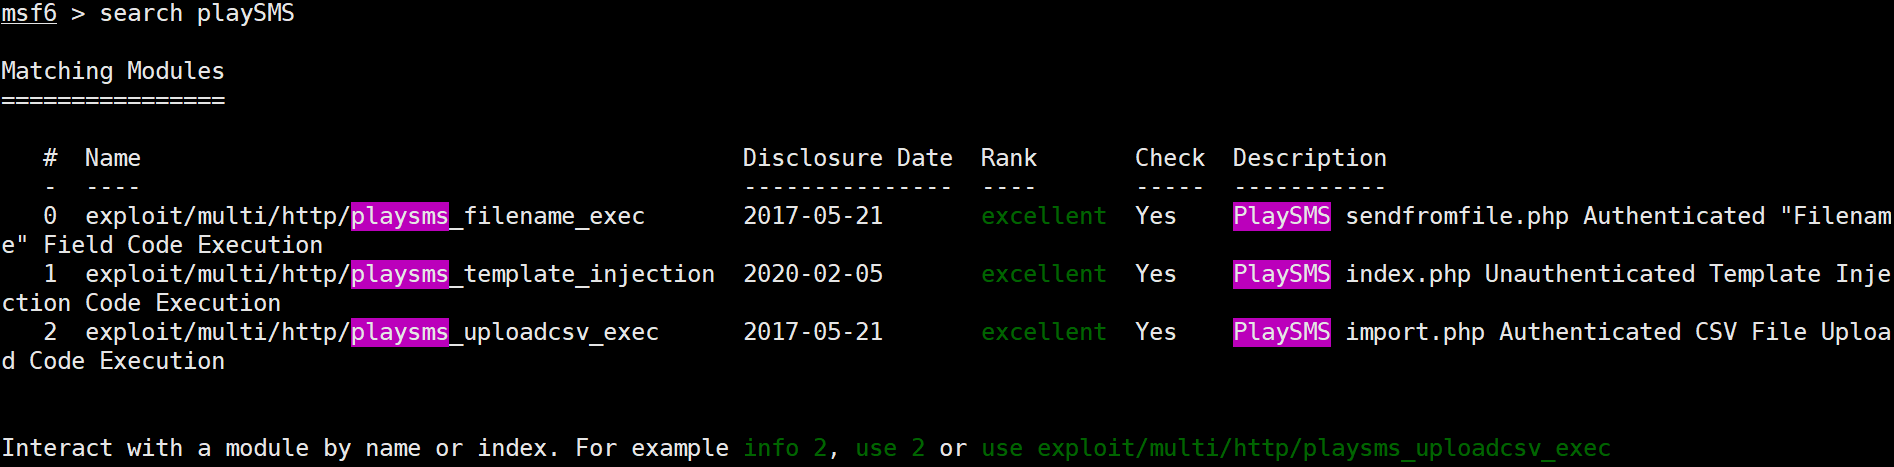 msf6 > search playSMS
Matching Modules
================
   #  Name                                             Disclosure Date  Rank       Check  Description
   -  ----                                             ---------------  ----       -----  -----------
   0  exploit/multi/http/playsms_filename_exec         2017-05-21       excellent  Yes    PlaySMS sendfromfile.php Authenticated "Filenam
e" Field Code Execution
   1  exploit/multi/http/playsms_template_injection    2020-02-05       excellent  Yes    PlaySMS index.php Unauthenticated Template Inje
ction Code Execution
   2  exploit/multi/http/playsms_uploadcsv_exec        2017-05-21       excellent  Yes    PlaySMS import.php Authenticated CSV File Uploa
d Code Execution
Interact with a module by name or index. For example info 2, use 2 or use exploit/multi/http/playsms_uploadcsv_exec